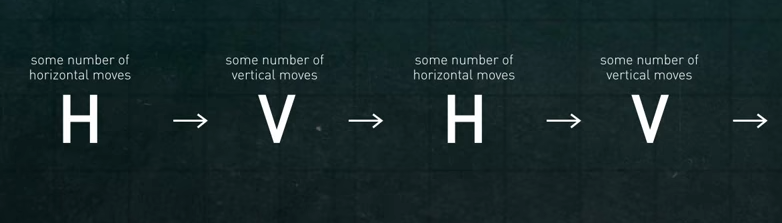 some number of
horizontal moves
H
some number of
vertical moves
V
some number of
horizontal moves
H
some number of
vertical moves
V